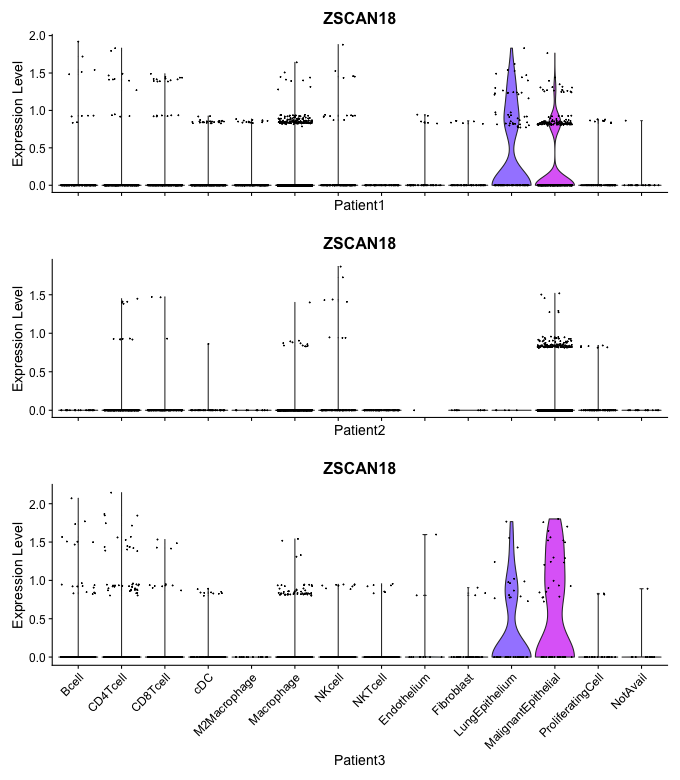 ZSCAN18
Expression Level
2.0
1.5
1.0
0.5
0.0
Patient1
ZSCAN18
Expression Level
1.5
1.0
0.5
0.0
Patient2
ZSCAN18
Expression Level
2.0
1.5
1.0
0.5
0.0
Bcell
CD4Tcell
CD8Tcell
cDC
M2Macrophage
Macrophage
NKcell
NKTcell
Endothelium
Fibroblast
LungEpithelium
MalignantEpithelial
ProliferatingCell
NotAvail
Patient3